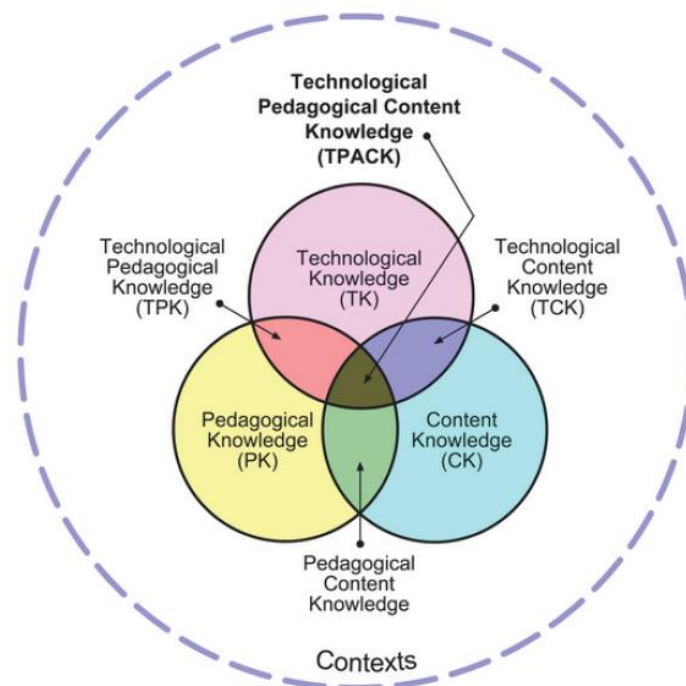 Technological
Pedagogical Content
Knowledge
(TPACK)
Technological
Pedagogical
Knowledge
(TPK)
Technological
Knowledge
(TK)
Technological
Content
Knowledge
(TCK)
Pedagogical
Knowledge
(PK)
Content
Knowledge
(CK)
Pedagogical
Content
Knowledge
Contexts